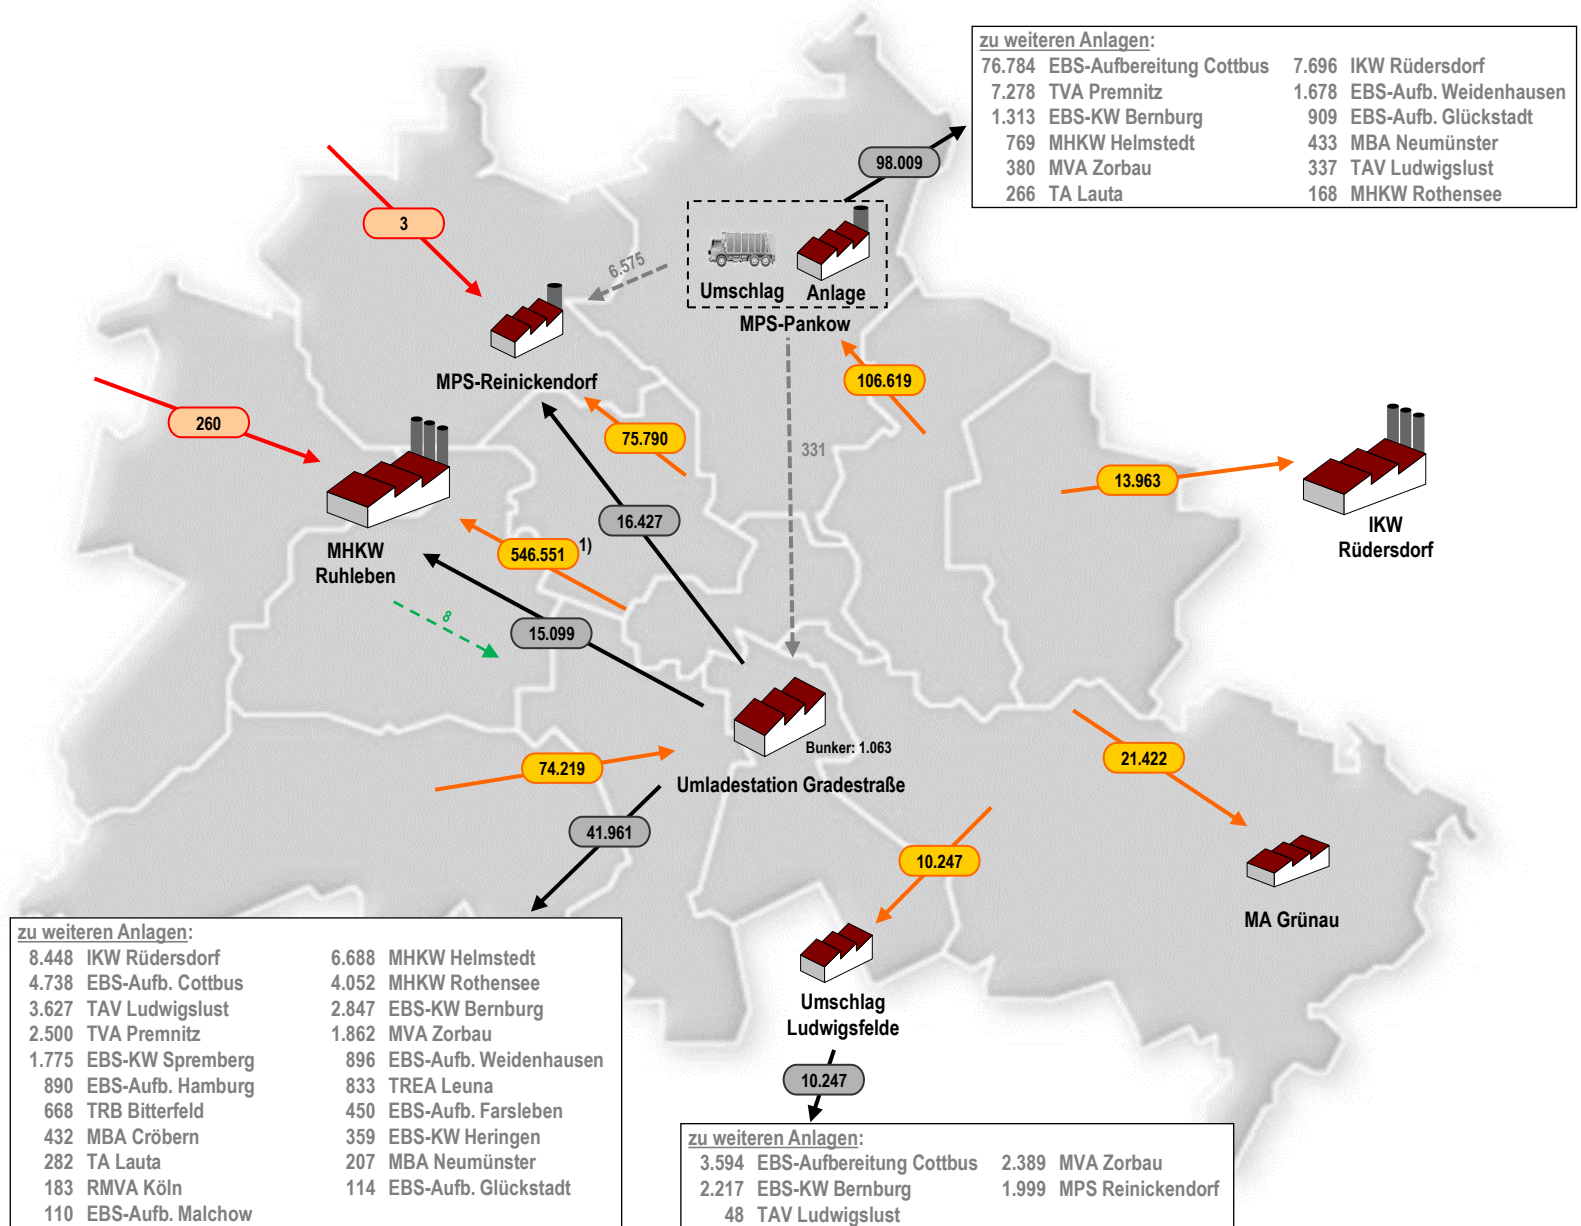 zu weiteren Anlagen:
76.784 EBS-Aufbereitung Cottbus 7.696 IKW Rüdersdorf
7.278 TVA Premnitz 1.678 EBS-Aufb. Weidenhausen
1.313 EBS-KW Bernburg 909 EBS-Aufb. Glückstadt
769 MHKW Helmstedt 433 MBA Neumünster
380 MVA Zorbau 337 TAV Ludwigslust
266 TA Lauta 168 MHKW Rothensee
98.009
3
6.575
Umschlag Anlage
MPS-Pankow
MPS-Reinickendorf
106.619
260
75.790
331
13.963
16.427
IKW
Rüdersdorf
546.551 1)
MHKW
Ruhleben
8
15.099
Bunker: 1.063
74.219
21.422
Umladestation Gradestraße
41.961
10.247
MA Grünau
Umschlag
Ludwigsfelde
10.247
zu weiteren Anlagen:
8.448 IKW Rüdersdorf 6.688 MHKW Helmstedt
4.738 EBS-Aufb. Cottbus 4.052 MHKW Rothensee
3.627 TAV Ludwigslust 2.847 EBS-KW Bernburg
2.500 TVA Premnitz 1.862 MVA Zorbau
1.775 EBS-KW Spremberg 896 EBS-Aufb. Weidenhausen
890 EBS-Aufb. Hamburg 833 TREA Leuna
668 TRB Bitterfeld 450 EBS-Aufb. Farsleben
432 MBA Cröbern 359 EBS-KW Heringen
282 TA Lauta 207 MBA Neumünster
183 RMVA Köln 114 EBS-Aufb. Glückstadt
110 EBS-Aufb. Malchow
zu weiteren Anlagen:
3.594 EBS-Aufbereitung Cottbus 2.389 MVA Zorbau
2.217 EBS-KW Bernburg 1.999 MPS Reinickendorf
48 TAV Ludwigslust